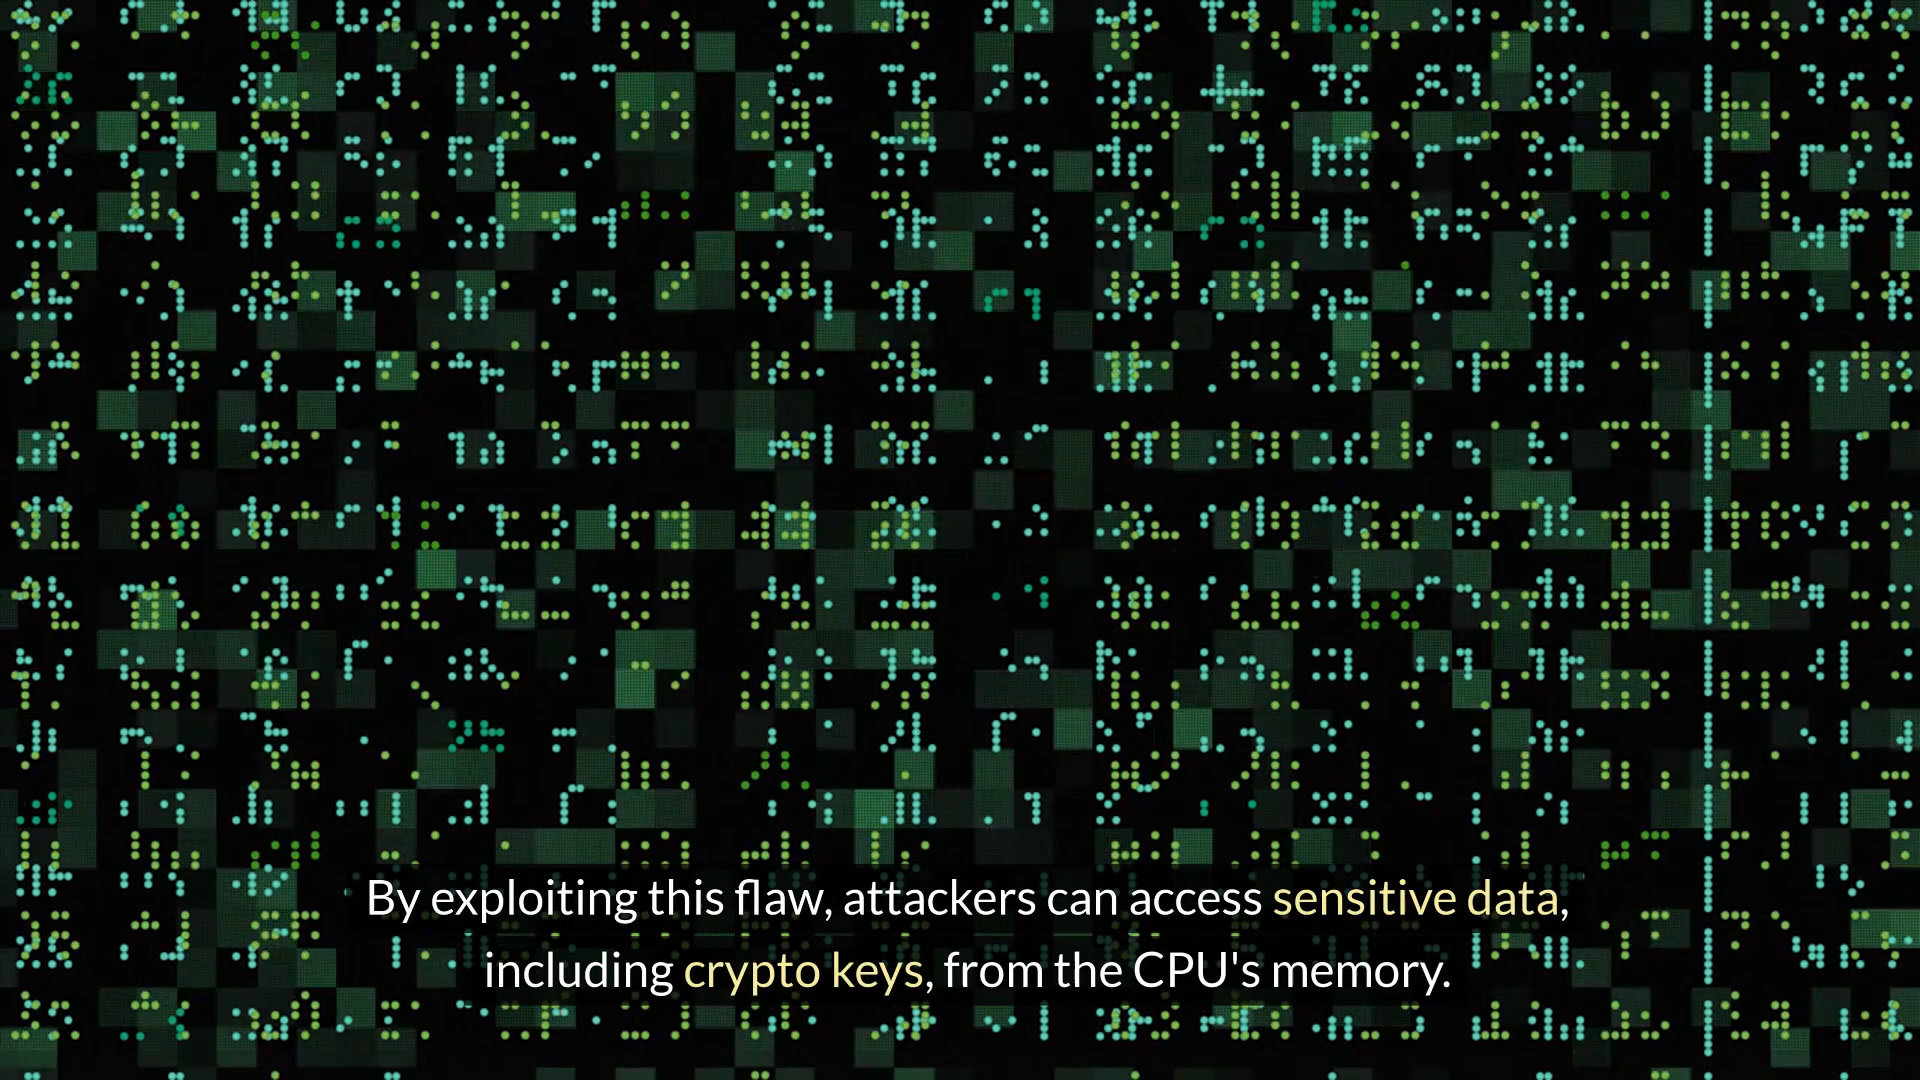 By exploiting this flaw, attackers can access sensitive data,
including crypto keys, from the CPU's memory.